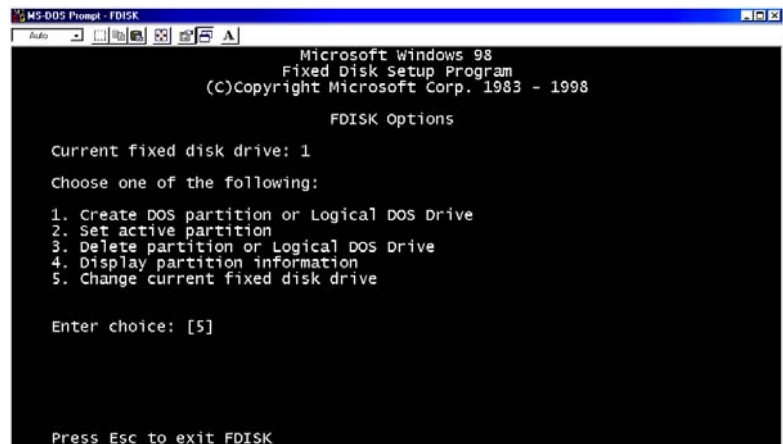 MS-DOS Prompt - FDISK
Auto
A
Microsoft Windows 98
Fixed Disk Setup Program
(C)Copyright Microsoft Corp. 1983 - 1998
FDISK Options
Current fixed disk drive: 1
Choose one of the following:
1. Create DOS partition or Logical DOS Drive
2. Set active partition
3. Delete partition or Logical DOS Drive
4. Display partition information
5. Change current fixed disk drive
Enter choice: [5]
Press Esc to exit FDISK